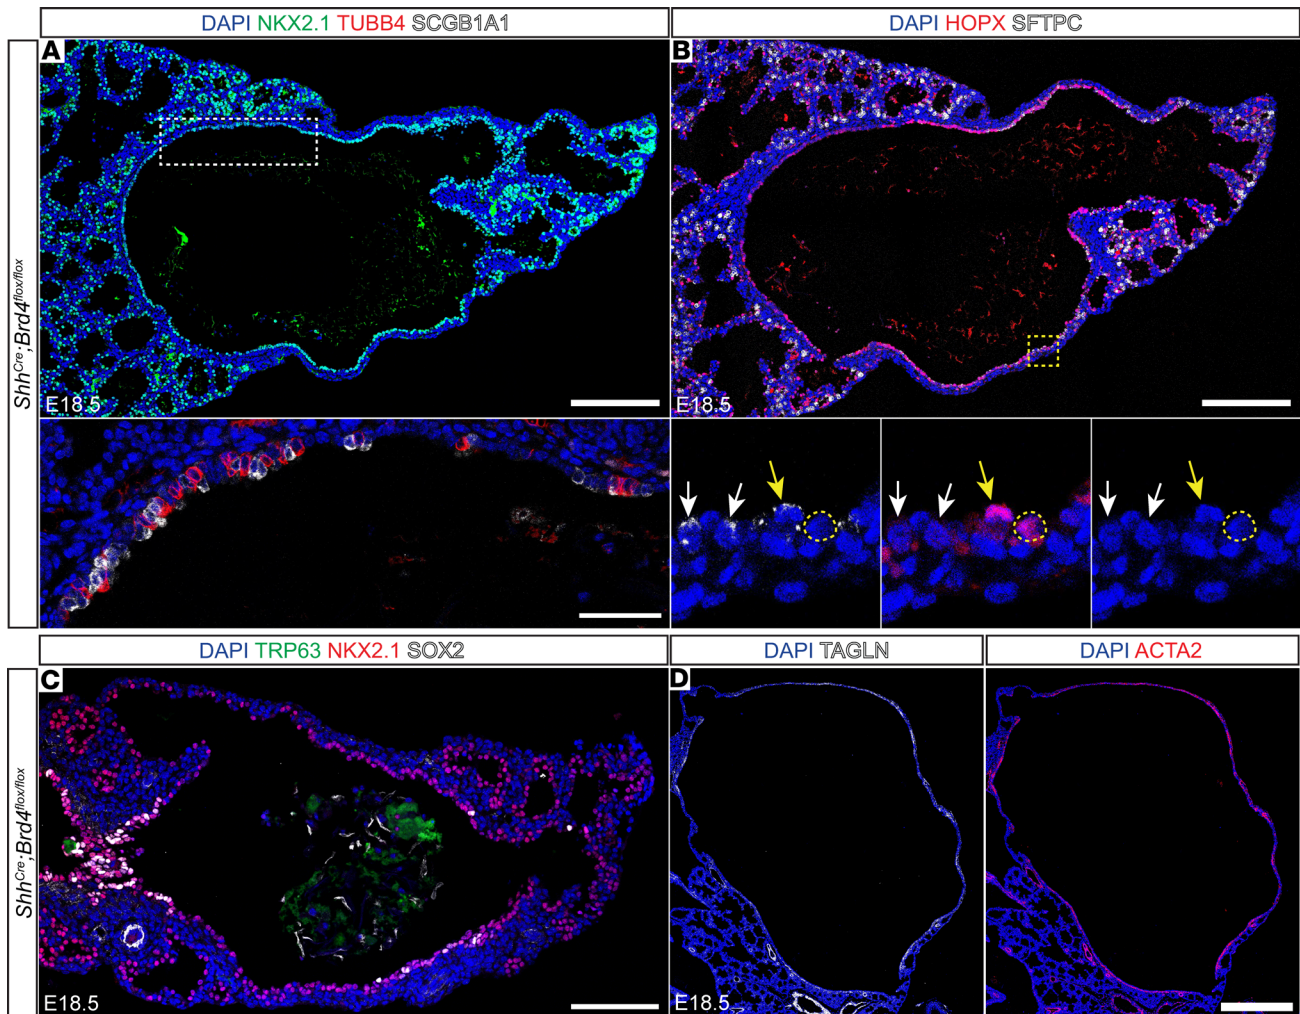 DAPI NKX2.1 TUBB4 SCGB1A1
DAPI HOPX SFTPC
Shh^Cre;Brd4^flox/flox
A
E18.5
B
E18.5
DAPI TRP63 NKX2.1 SOX2
DAPI TAGLN
DAPI ACTA2
Shh^Cre;Brd4^flox/flox
C
E18.5
D
E18.5